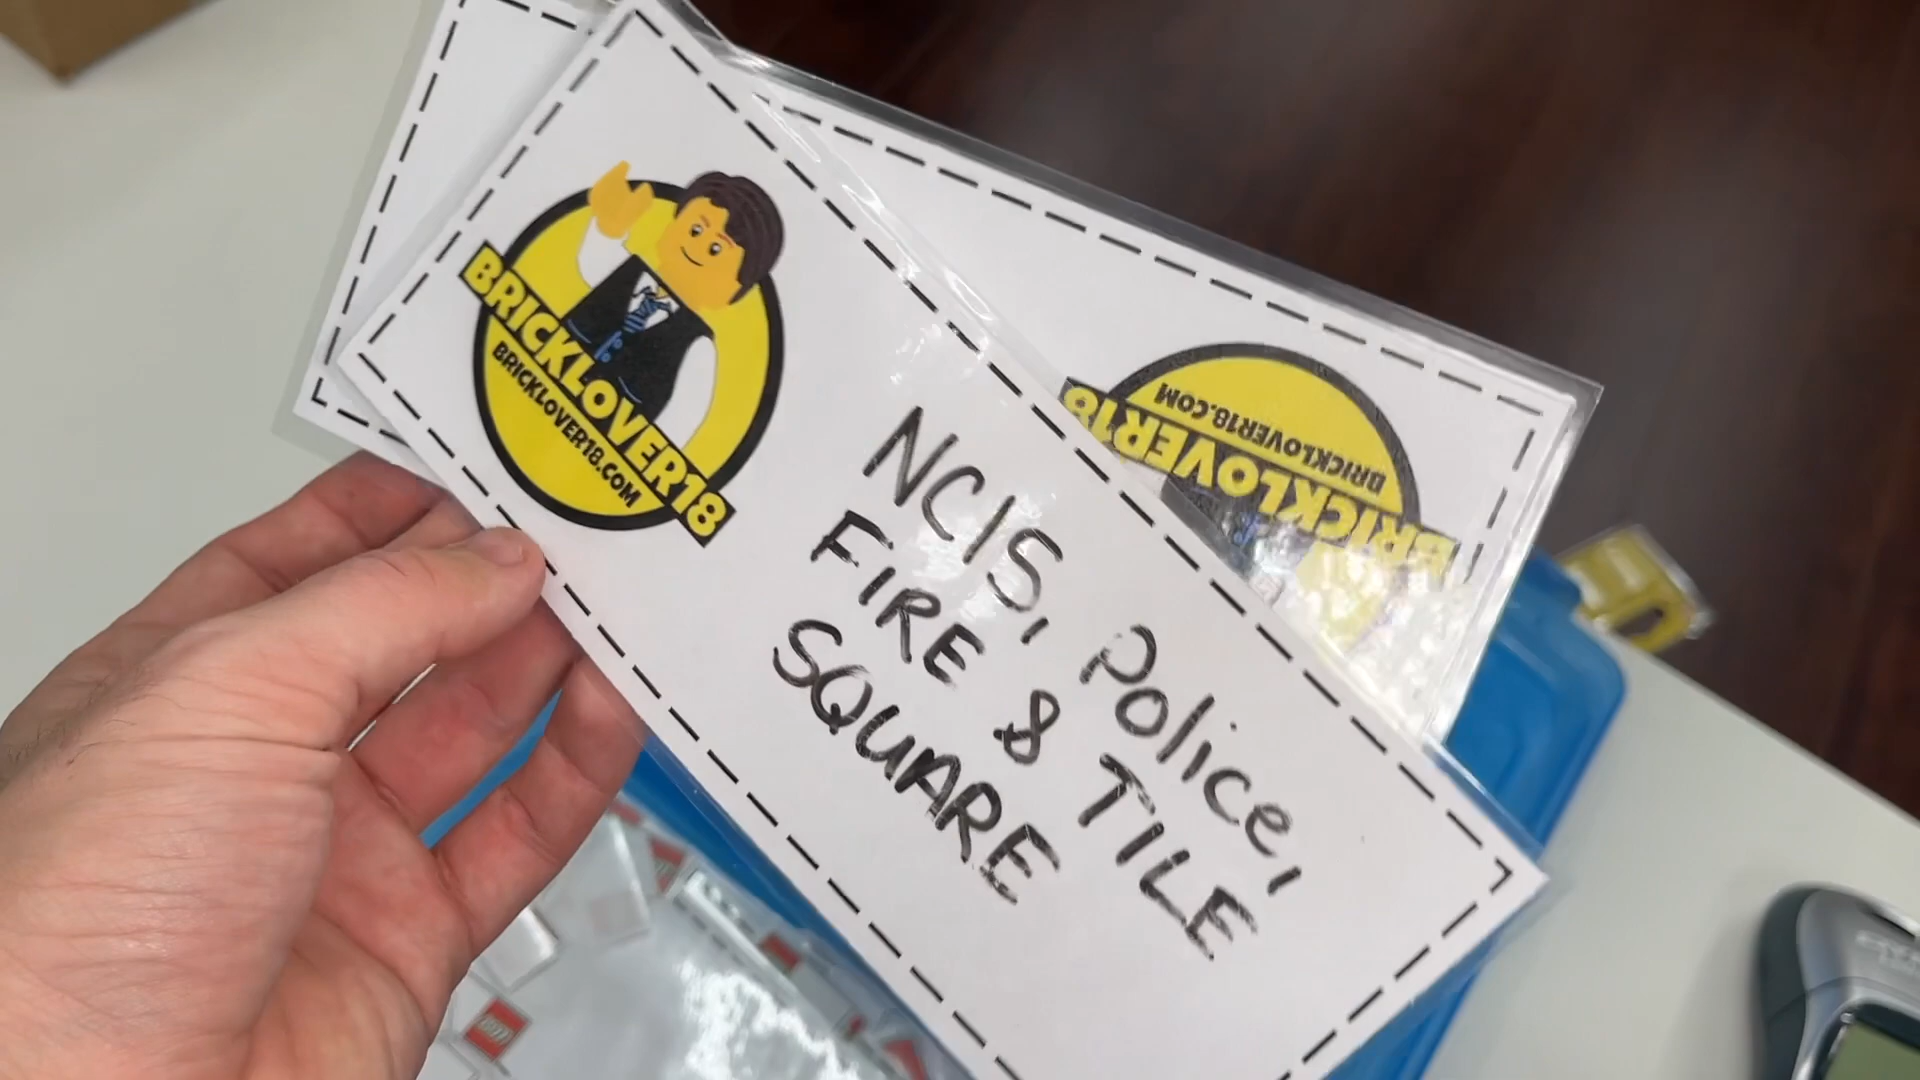 BRICKLOVER18
BRICKLOVER18.COM
NCIS, Police,
FIRE & TILE
SQUARE
BRICKLOVER18
BRICKLOVER18.COM